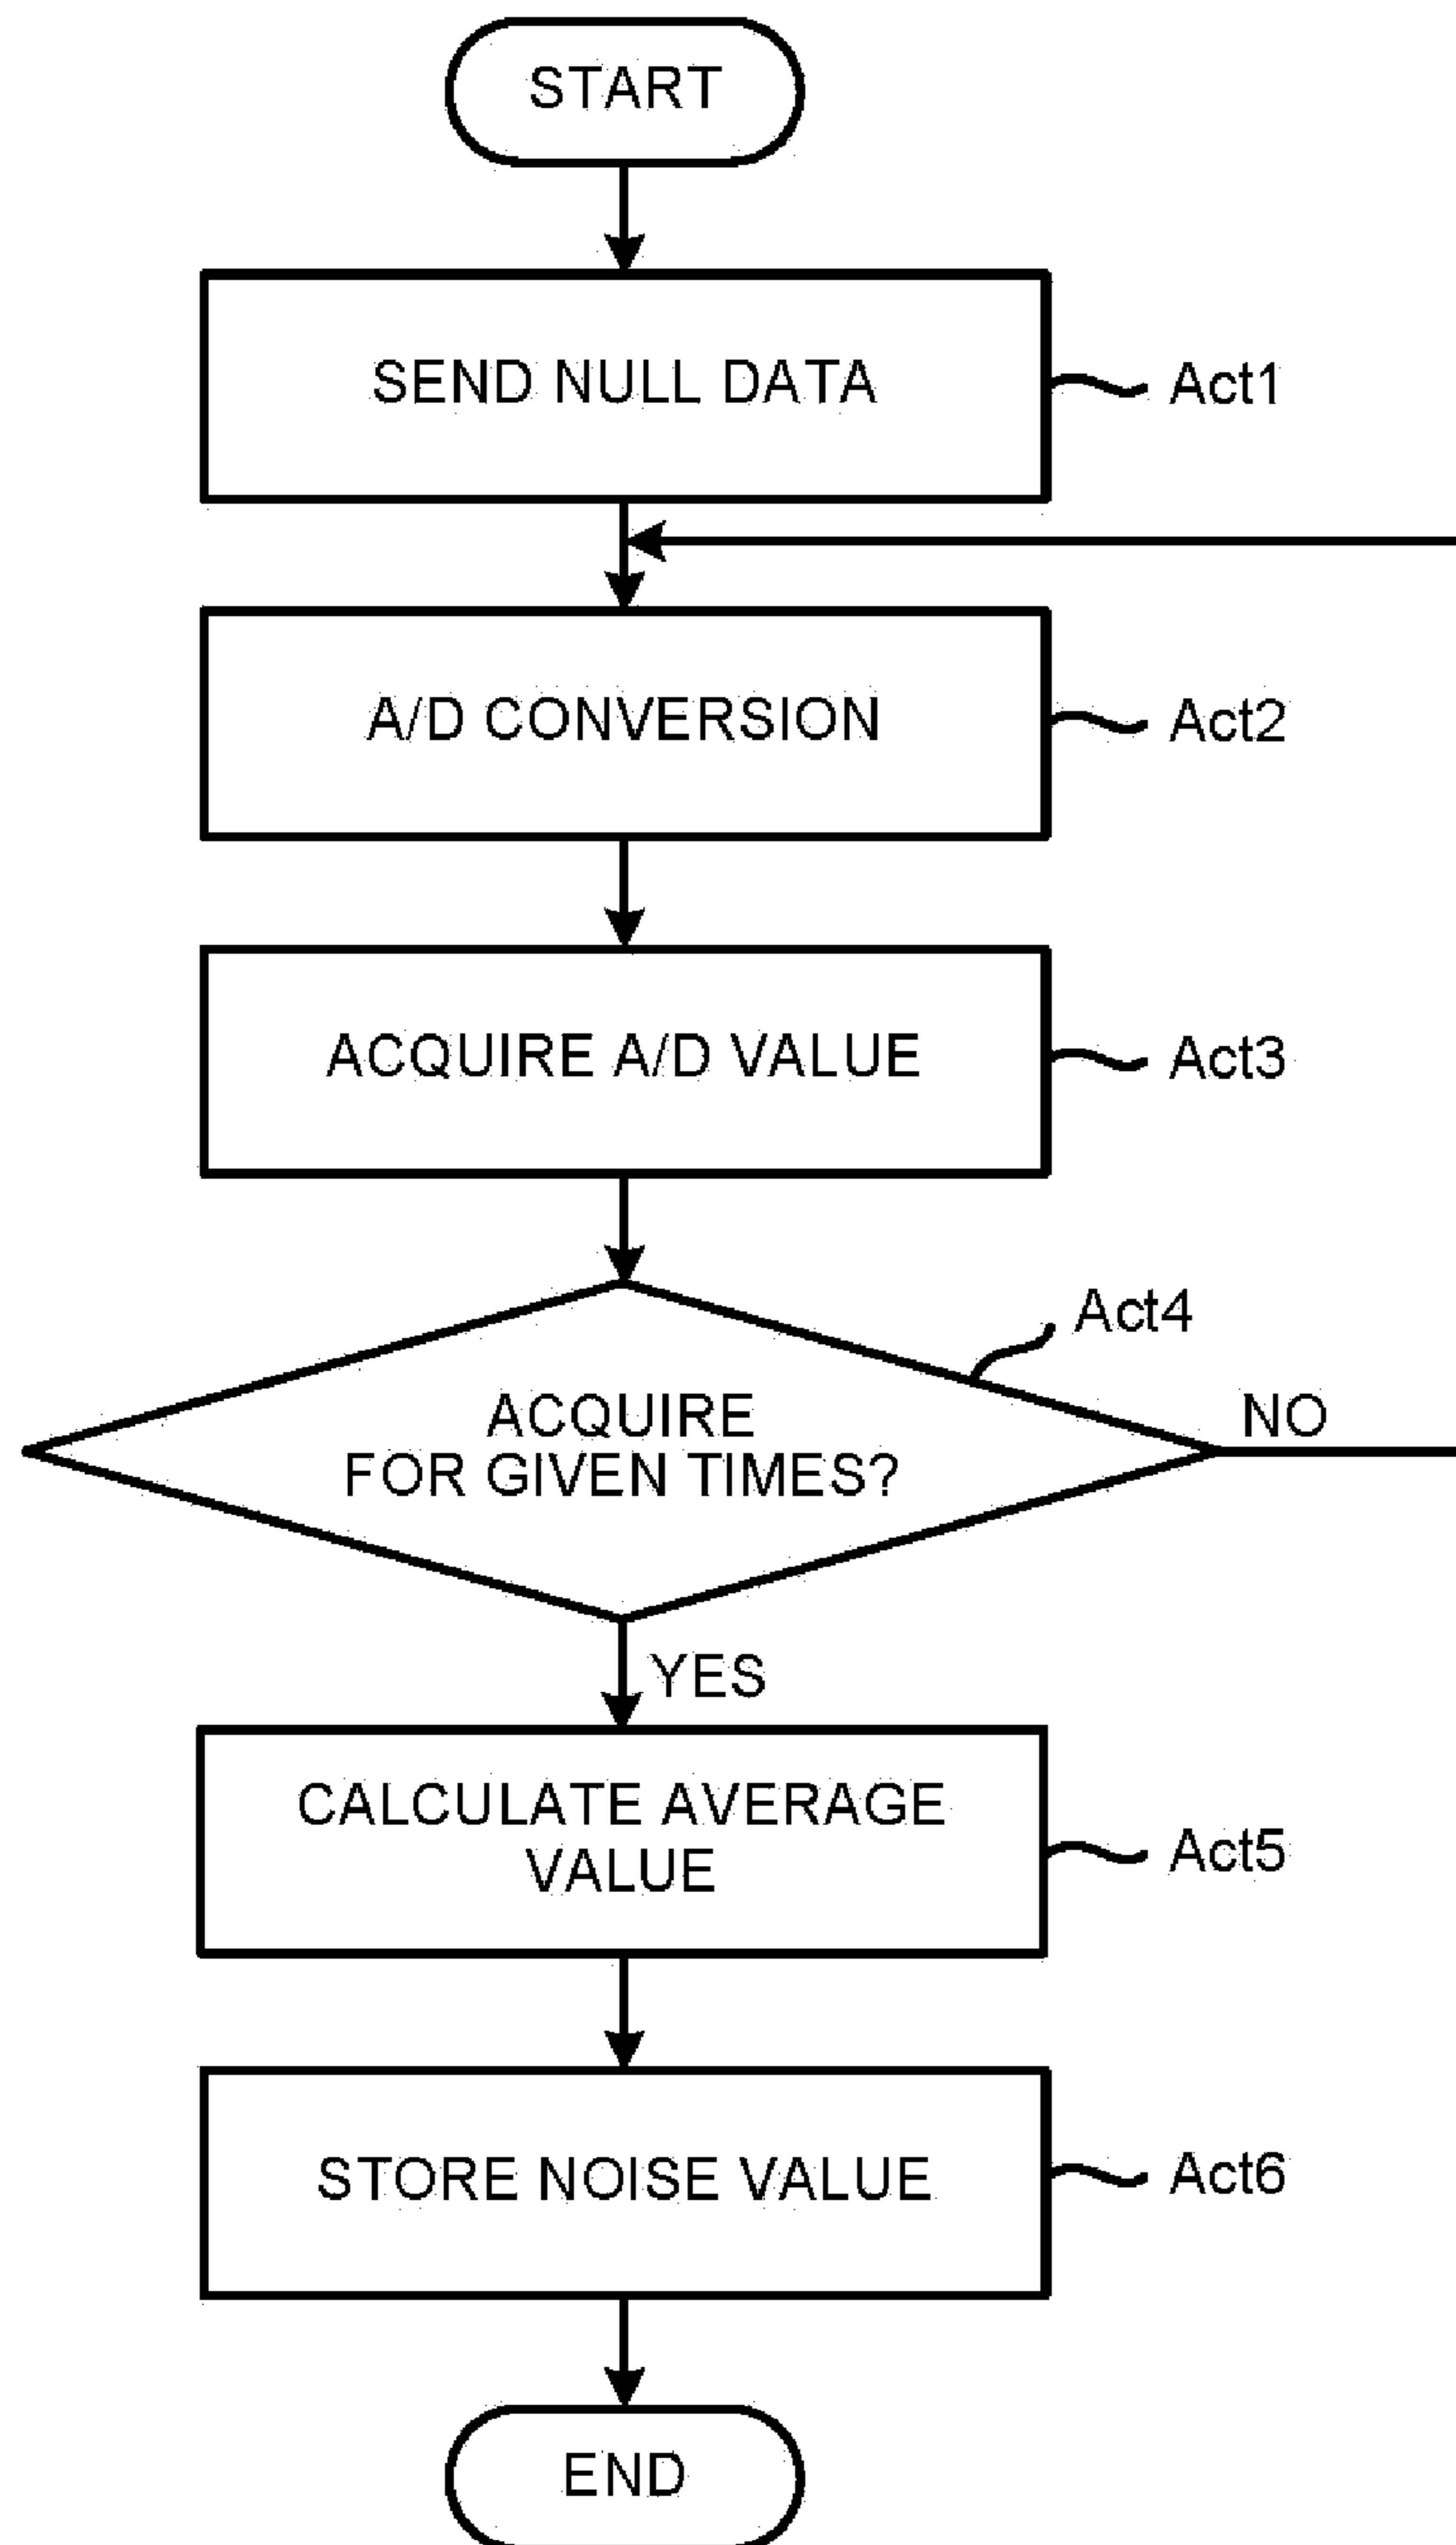 START
SEND NULL DATA
Act1
A/D CONVERSION
Act2
ACQUIRE A/D VALUE
Act3
Act4
ACQUIRE
FOR GIVEN TIMES?
NO
YES
CALCULATE AVERAGE
VALUE
Act5
STORE NOISE VALUE
Act6
END